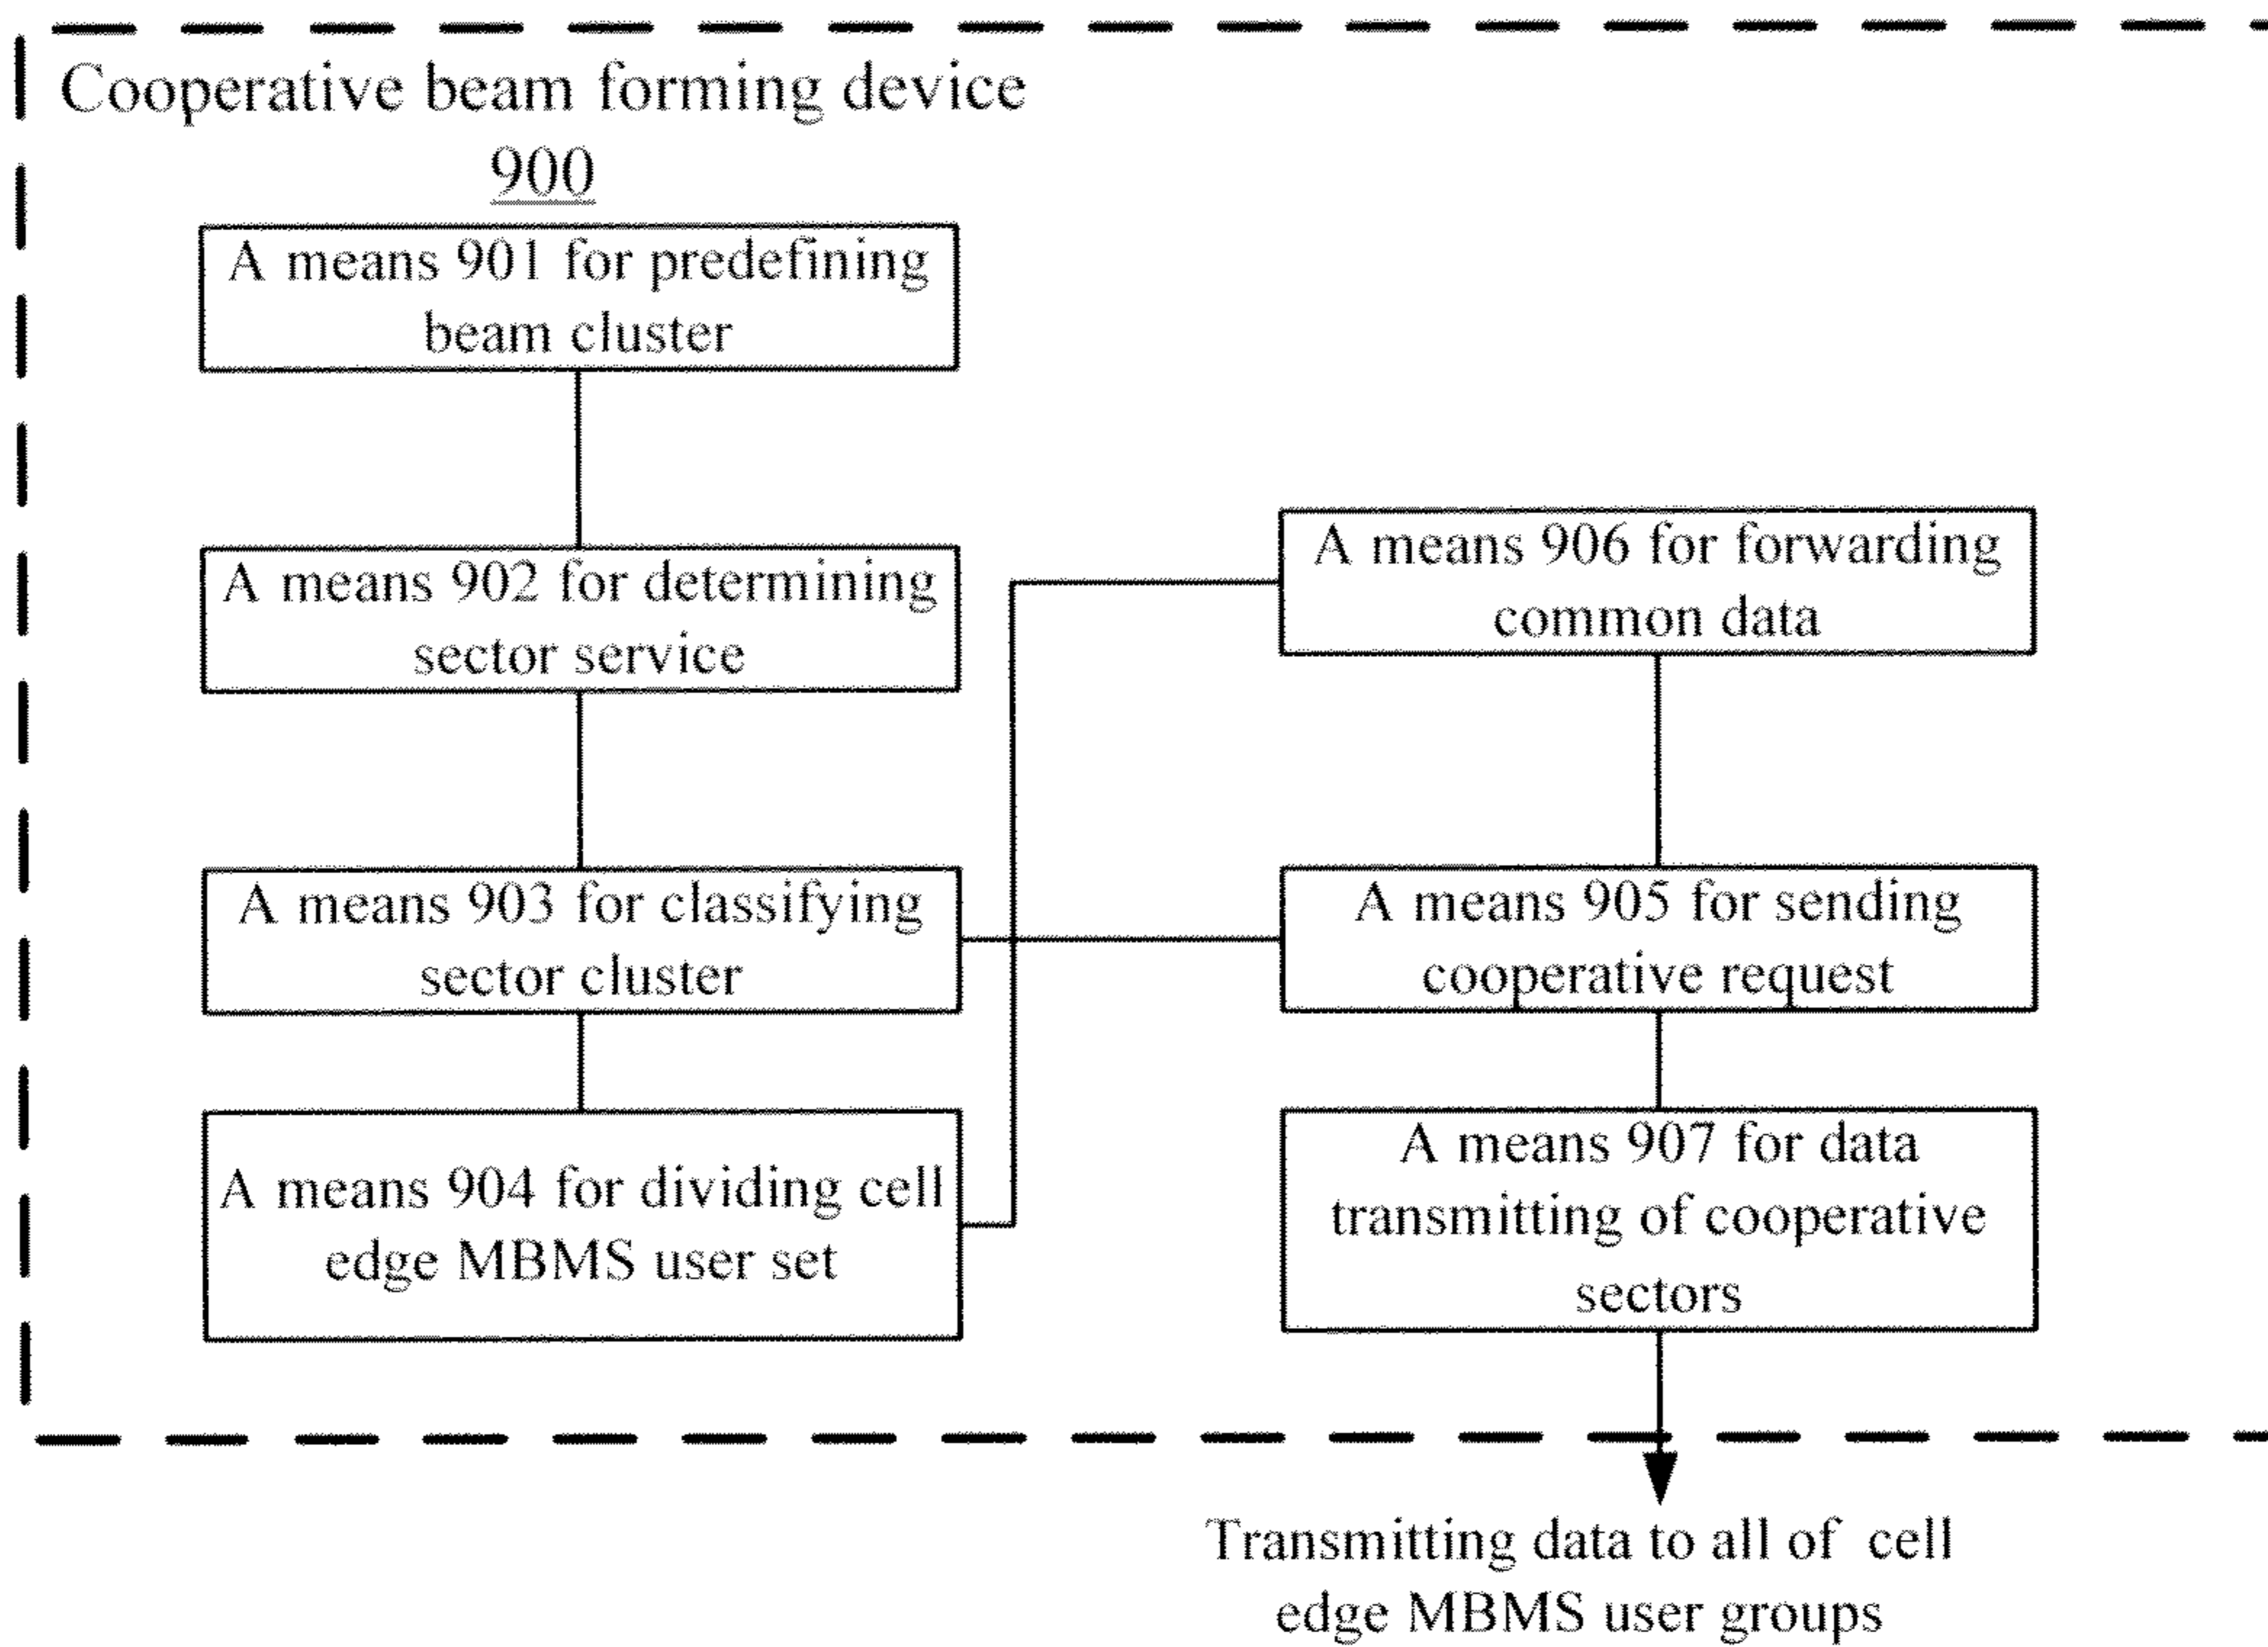 Cooperative beam forming device
900
A means 901 for predefining
beam cluster
A means 902 for determining
sector service
A means 903 for classifying
sector cluster
A means 904 for dividing cell
edge MBMS user set
A means 906 for forwarding
common data
A means 905 for sending
cooperative request
A means 907 for data
transmitting of cooperative
sectors
Transmitting data to all of cell
edge MBMS user groups